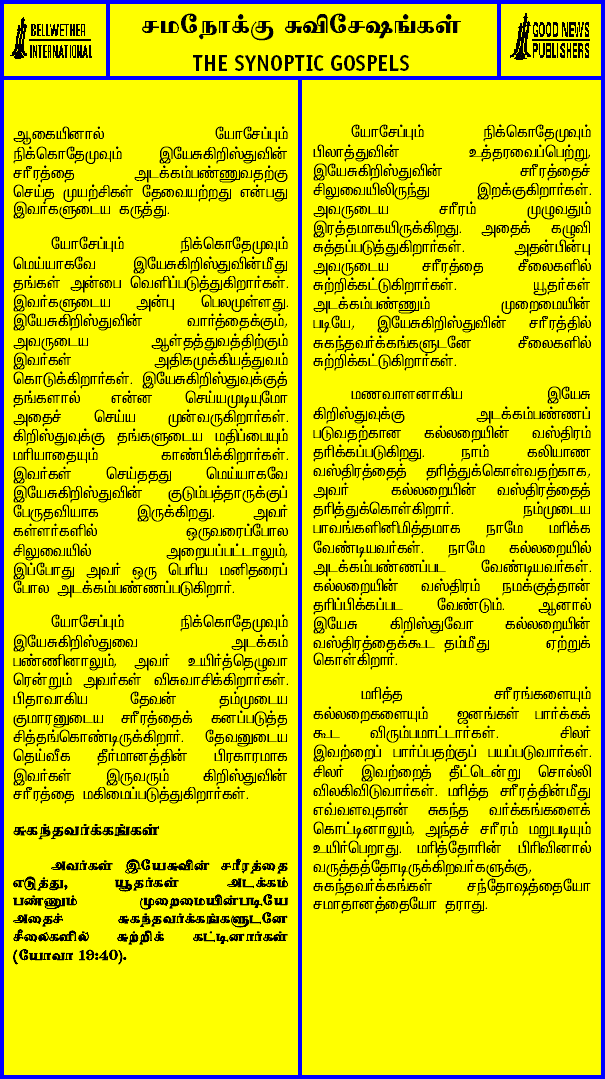 BELLWETHER
INTERNATIONAL
சமநோக்கு சுவிசேஷங்கள்
THE SYNOPTIC GOSPELS
GOOD NEWS
PUBLISHERS
ஆகையினால் யோசேப்பும்
நிக்கொதேமுவும் இயேசுகிறிஸ்துவின்
சரீரத்தை அடக்கம்பண்ணுவதற்கு
செய்த முயற்சிகள் தேவையற்றது என்பது
இவர்களுடைய கருத்து.
யோசேப்பும் நிக்கொதேமுவும்
மெய்யாகவே இயேசுகிறிஸ்துவின்மீது
தங்கள் அன்பை வெளிப்படுத்துகிறார்கள்.
இவர்களுடைய அன்பு பெலமுள்ளது.
இயேசுகிறிஸ்துவின் வார்த்தைக்கும்,
அவருடைய ஆள்தத்துவத்திற்கும்
இவர்கள் அதிகமுக்கியத்துவம்
கொடுக்கிறார்கள். இயேசுகிறிஸ்துவுக்குத்
தங்களால் என்ன செய்யமுடியுமோ
அதைச் செய்ய முன்வருகிறார்கள்.
கிறிஸ்துவுக்கு தங்களுடைய மதிப்பையும்
மரியாதையும் காண்பிக்கிறார்கள்.
இவர்கள் செய்ததது மெய்யாகவே
இயேசுகிறிஸ்துவின் குடும்பத்தாருக்குப்
பேருதவியாக இருக்கிறது. அவர்
கள்ளர்களில் ஒருவரைப்போல
சிலுவையில் அறையப்பட்டாலும்,
இப்போது அவர் ஒரு பெரிய மனிதரைப்
போல அடக்கம்பண்ணப்படுகிறார்.
யோசேப்பும் நிக்கொதேமுவும்
இயேசுகிறிஸ்துவை அடக்கம்
பண்ணினாலும், அவர் உயிர்த்தெழுவா
ரென்றும் அவர்கள் விசுவாசிக்கிறார்கள்.
பிதாவாகிய தேவன் தம்முடைய
குமாரனுடைய சரீரத்தைக் கனப்படுத்த
சித்தங்கொண்டிருக்கிறார். தேவனுடைய
தெய்வீக தீர்மானத்தின் பிரகாரமாக
இவர்கள் இருவரும் கிறிஸ்துவின்
சரீரத்தை மகிமைப்படுத்துகிறார்கள்.
சுகந்தவர்க்கங்கள்
அவர்கள் இயேசுவின் சரீரத்தை
எடுத்து, யூதர்கள் அடக்கம்
பண்ணும் முறைமையின்படியே
அதைச் சுகந்தவர்க்கங்களுடனே
சீலைகளில் சுற்றிக் கட்டினார்கள்
(யோவா 19:40).
யோசேப்பும் நிக்கொதேமுவும்
பிலாத்துவின் உத்தரவைப்பெற்று,
இயேசுகிறிஸ்துவின் சரீரத்தைச்
சிலுவையிலிருந்து இறக்குகிறார்கள்.
அவருடைய சரீரம் முழுவதும்
இரத்தமாகயிருக்கிறது. அதைக் கழுவி
சுத்தப்படுத்துகிறார்கள். அதன்பின்பு
அவருடைய சரீரத்தை சீலைகளில்
சுற்றிக்கட்டுகிறார்கள். யூதர்கள்
அடக்கம்பண்ணும் முறைமையின்
படியே, இயேசுகிறிஸ்துவின் சரீரத்தில்
சுகந்தவர்க்கங்களுடனே சீலைகளில்
சுற்றிக்கட்டுகிறார்கள்.
மணவாளனாகிய இயேசு
கிறிஸ்துவுக்கு அடக்கம்பண்ணப்
படுவதற்கான கல்லறையின் வஸ்திரம்
தரிக்கப்படுகிறது. நாம் கலியாண
வஸ்திரத்தைத் தரித்துக்கொள்வதற்காக,
அவர் கல்லறையின் வஸ்திரத்தைத்
தரித்துக்கொள்கிறார். நம்முடைய
பாவங்களினிமித்தமாக நாமே மரிக்க
வேண்டியவர்கள். நாமே கல்லறையில்
அடக்கம்பண்ணப்பட வேண்டியவர்கள்.
கல்லறையின் வஸ்திரம் நமக்குத்தான்
தரிப்பிக்கப்பட வேண்டும். ஆனால்
இயேசு கிறிஸ்துவோ கல்லறையின்
வஸ்திரத்தைக்கூட தம்மீது ஏற்றுக்
கொள்கிறார்.
மரித்த சரீரங்களையும்
கல்லறைகளையும் ஜனங்கள் பார்க்கக்
கூட விரும்பமாட்டார்கள். சிலர்
இவற்றைப் பார்ப்பதற்குப் பயப்படுவார்கள்.
சிலர் இவற்றைத் தீட்டென்று சொல்லி
விலகிவிடுவார்கள். மரித்த சரீரத்தின்மீது
எவ்வளவுதான் சுகந்த வர்க்கங்களைக்
கொட்டினாலும், அந்தச் சரீரம் மறுபடியும்
உயிர்பெறாது. மரித்தோரின் பிரிவினால்
வருத்தத்தோடிருக்கிறவர்களுக்கு,
சுகந்தவர்க்கங்கள் சந்தோஷத்தையோ
சமாதானத்தையோ தராது.